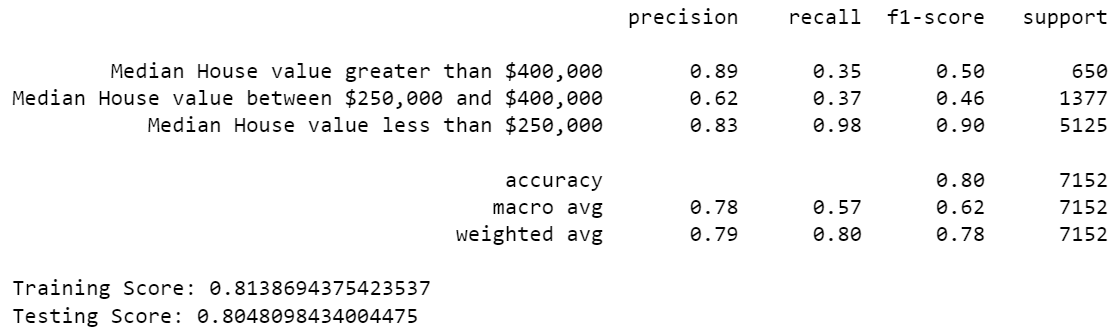 precision recall f1-score support
Median House value greater than $400,000 0.89 0.35 0.50 650
Median House value between $250,000 and $400,000 0.62 0.37 0.46 1377
Median House value less than $250,000 0.83 0.98 0.90 5125
accuracy 0.80 7152
macro avg 0.78 0.57 0.62 7152
weighted avg 0.79 0.80 0.78 7152
Training Score: 0.8138694375423537
Testing Score: 0.8048098434004475